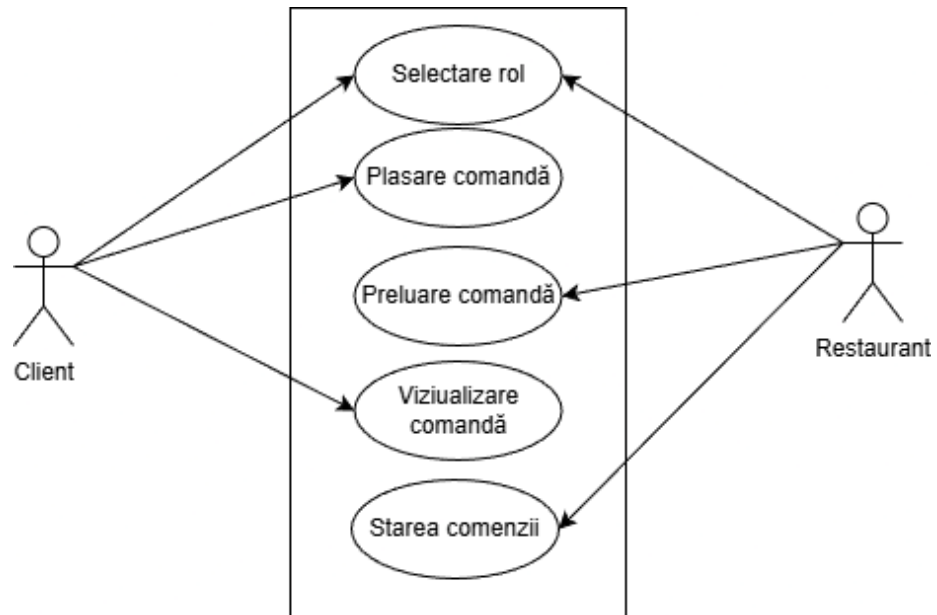 Selectare rol
Plasare comandă
Preluare comandă
Client
Restaurant
Viziualizare
comandă
Starea comenzii